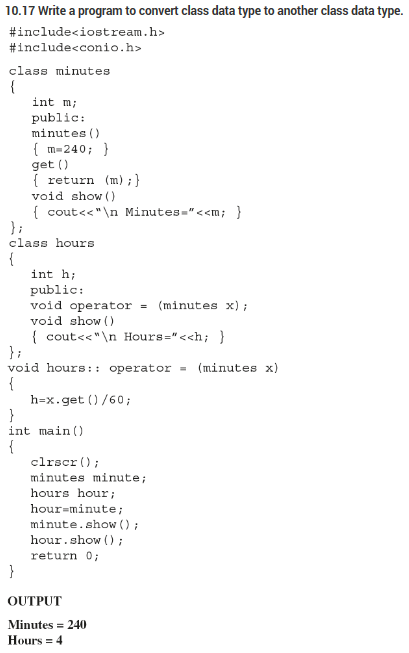 10.17 Write a program to convert class data type to another class data type.
#include<iostream.h>
#include<conio.h>
class minutes
{
int m;
public:
minutes()
{ m=240; }
get()
{ return (m);}
void show()
{ cout<<“\n Minutes=”<<m; }
};
class hours
{
int h;
public:
void operator = (minutes x);
void show()
{ cout<<“\n Hours=”<<h; }
};
void hours:: operator = (minutes x)
{
h=x.get()/60;
}
int main()
{
clrscr();
minutes minute;
hours hour;
hour=minute;
minute.show();
hour.show();
return 0;
}
OUTPUT
Minutes = 240
Hours = 4